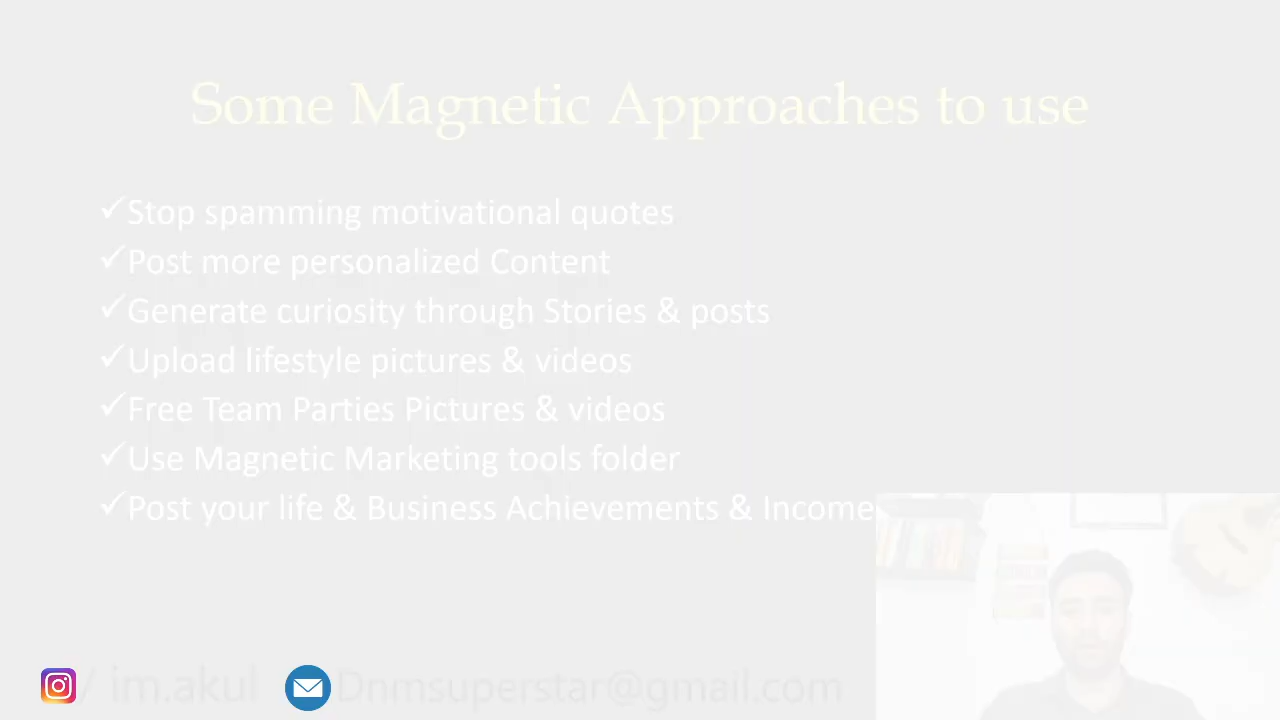 Some Magnetic Approaches to use
✓Stop spamming motivational quotes
✓Post more personalized Content
✓Generate curiosity through Stories & posts
✓Upload lifestyle pictures & videos
✓Free Team Parties Pictures & videos
✓Use Magnetic Marketing tools folder
✓Post your life & Business Achievements & Income
/ im.akul Dnmsuperstar@gmail.com